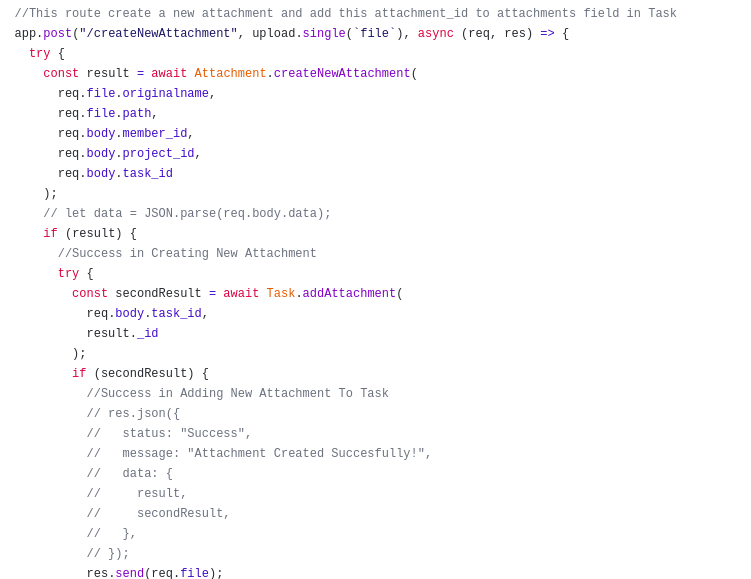 //This route create a new attachment and add this attachment_id to attachments field in Task
app.post("/createNewAttachment", upload.single(`file`), async (req, res) => {
  try {
    const result = await Attachment.createNewAttachment(
      req.file.originalname,
      req.file.path,
      req.body.member_id,
      req.body.project_id,
      req.body.task_id
    );
    // let data = JSON.parse(req.body.data);
    if (result) {
      //Success in Creating New Attachment
      try {
        const secondResult = await Task.addAttachment(
          req.body.task_id,
          result._id
        );
        if (secondResult) {
          //Success in Adding New Attachment To Task
          // res.json({
          //   status: "Success",
          //   message: "Attachment Created Succesfully!",
          //   data: {
          //     result,
          //     secondResult,
          //   },
          // });
          res.send(req.file);